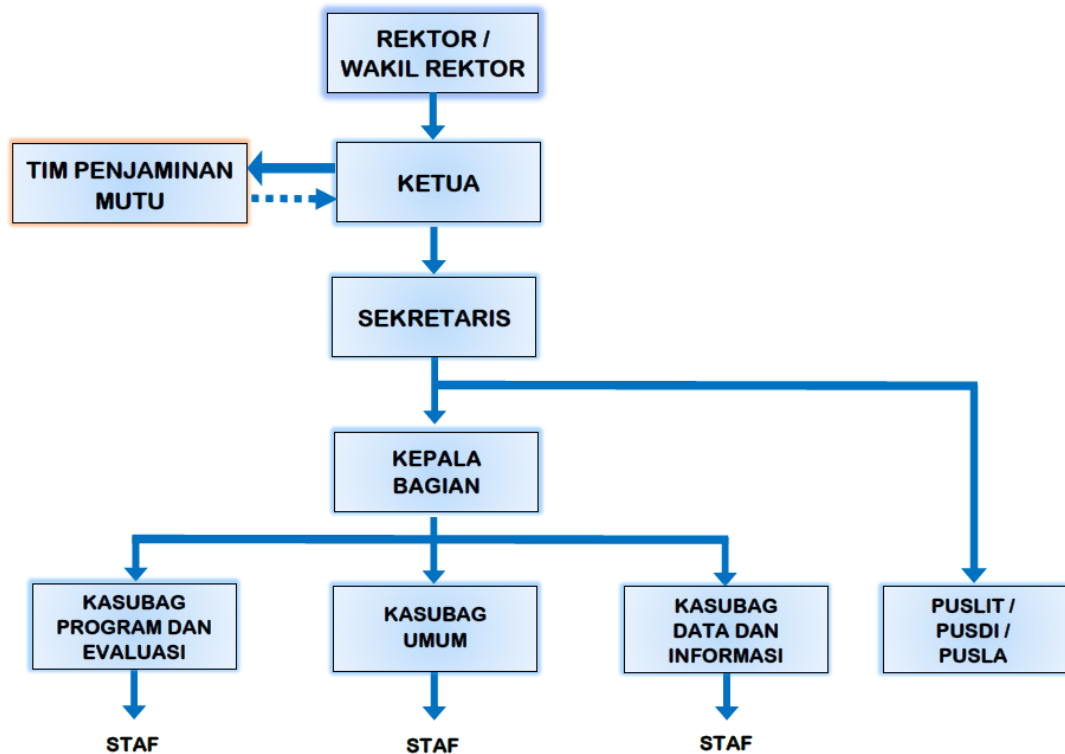 REKTOR /
WAKIL REKTOR
TIM PENJAMINAN
MUTU
KETUA
SEKRETARIS
KEPALA
BAGIAN
KASUBAG
PROGRAM DAN
EVALUASI
KASUBAG
UMUM
KASUBAG
DATA DAN
INFORMASI
PUSLIT /
PUSDI /
PUSLA
STAF
STAF
STAF